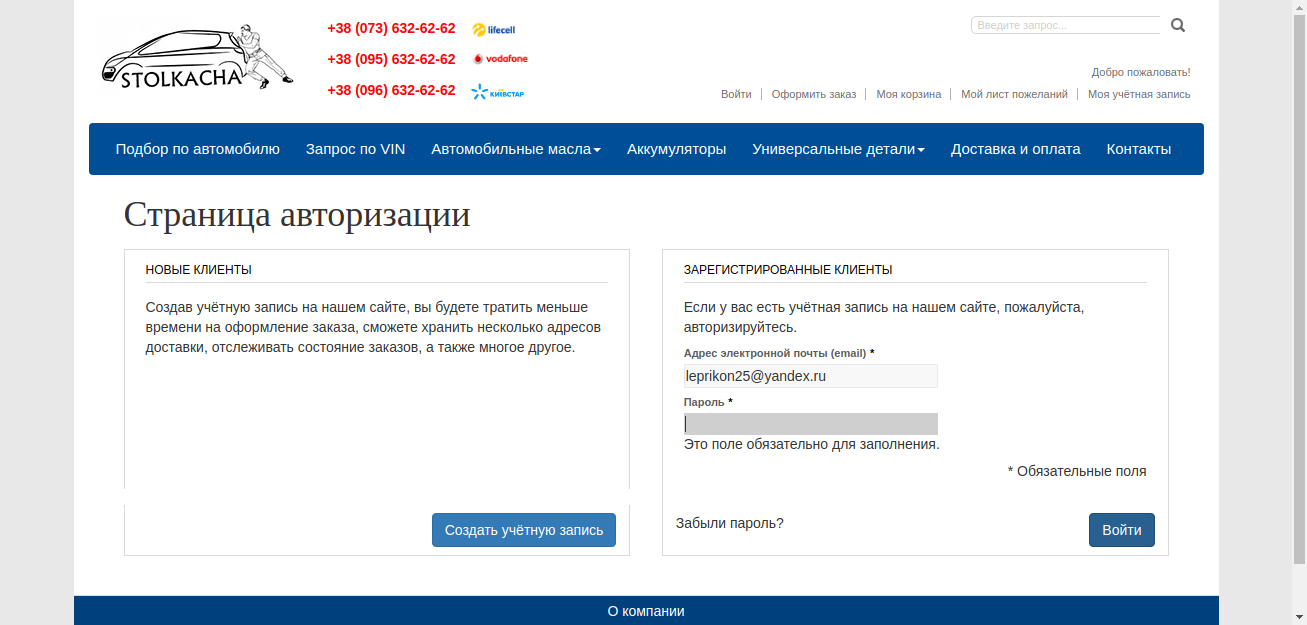 STOLKACHA
+38 (073) 632-62-62 lifecell
+38 (095) 632-62-62 vodafone
+38 (096) 632-62-62 КИЇВСТАР
Введите запрос...
Добро пожаловать!
Войти Оформить заказ Моя корзина Мой лист пожеланий Моя учётная запись
Подбор по автомобилю Запрос по VIN Автомобильные масла Аккумуляторы Универсальные детали Доставка и оплата Контакты
Страница авторизации
НОВЫЕ КЛИЕНТЫ
Создав учётную запись на нашем сайте, вы будете тратить меньше
времени на оформление заказа, сможете хранить несколько адресов
доставки, отслеживать состояние заказов, а также многое другое.
Создать учётную запись
ЗАРЕГИСТРИРОВАННЫЕ КЛИЕНТЫ
Если у вас есть учётная запись на нашем сайте, пожалуйста,
авторизируйтесь.
Адрес электронной почты (email) *
leprikon25@yandex.ru
Пароль *
Это поле обязательно для заполнения.
* Обязательные поля
Забыли пароль?
Войти
О компании